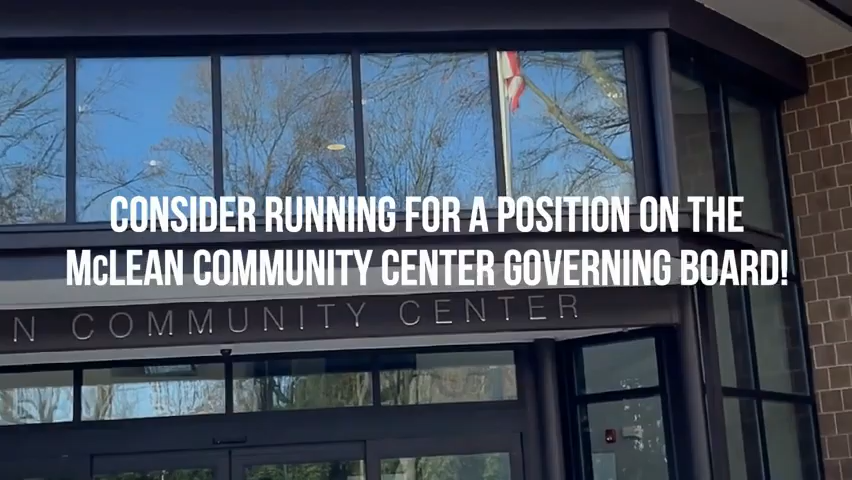 CONSIDER RUNNING FOR A POSITION ON THE
McLEAN COMMUNITY CENTER GOVERNING BOARD!
N COMMUNITY CENTER